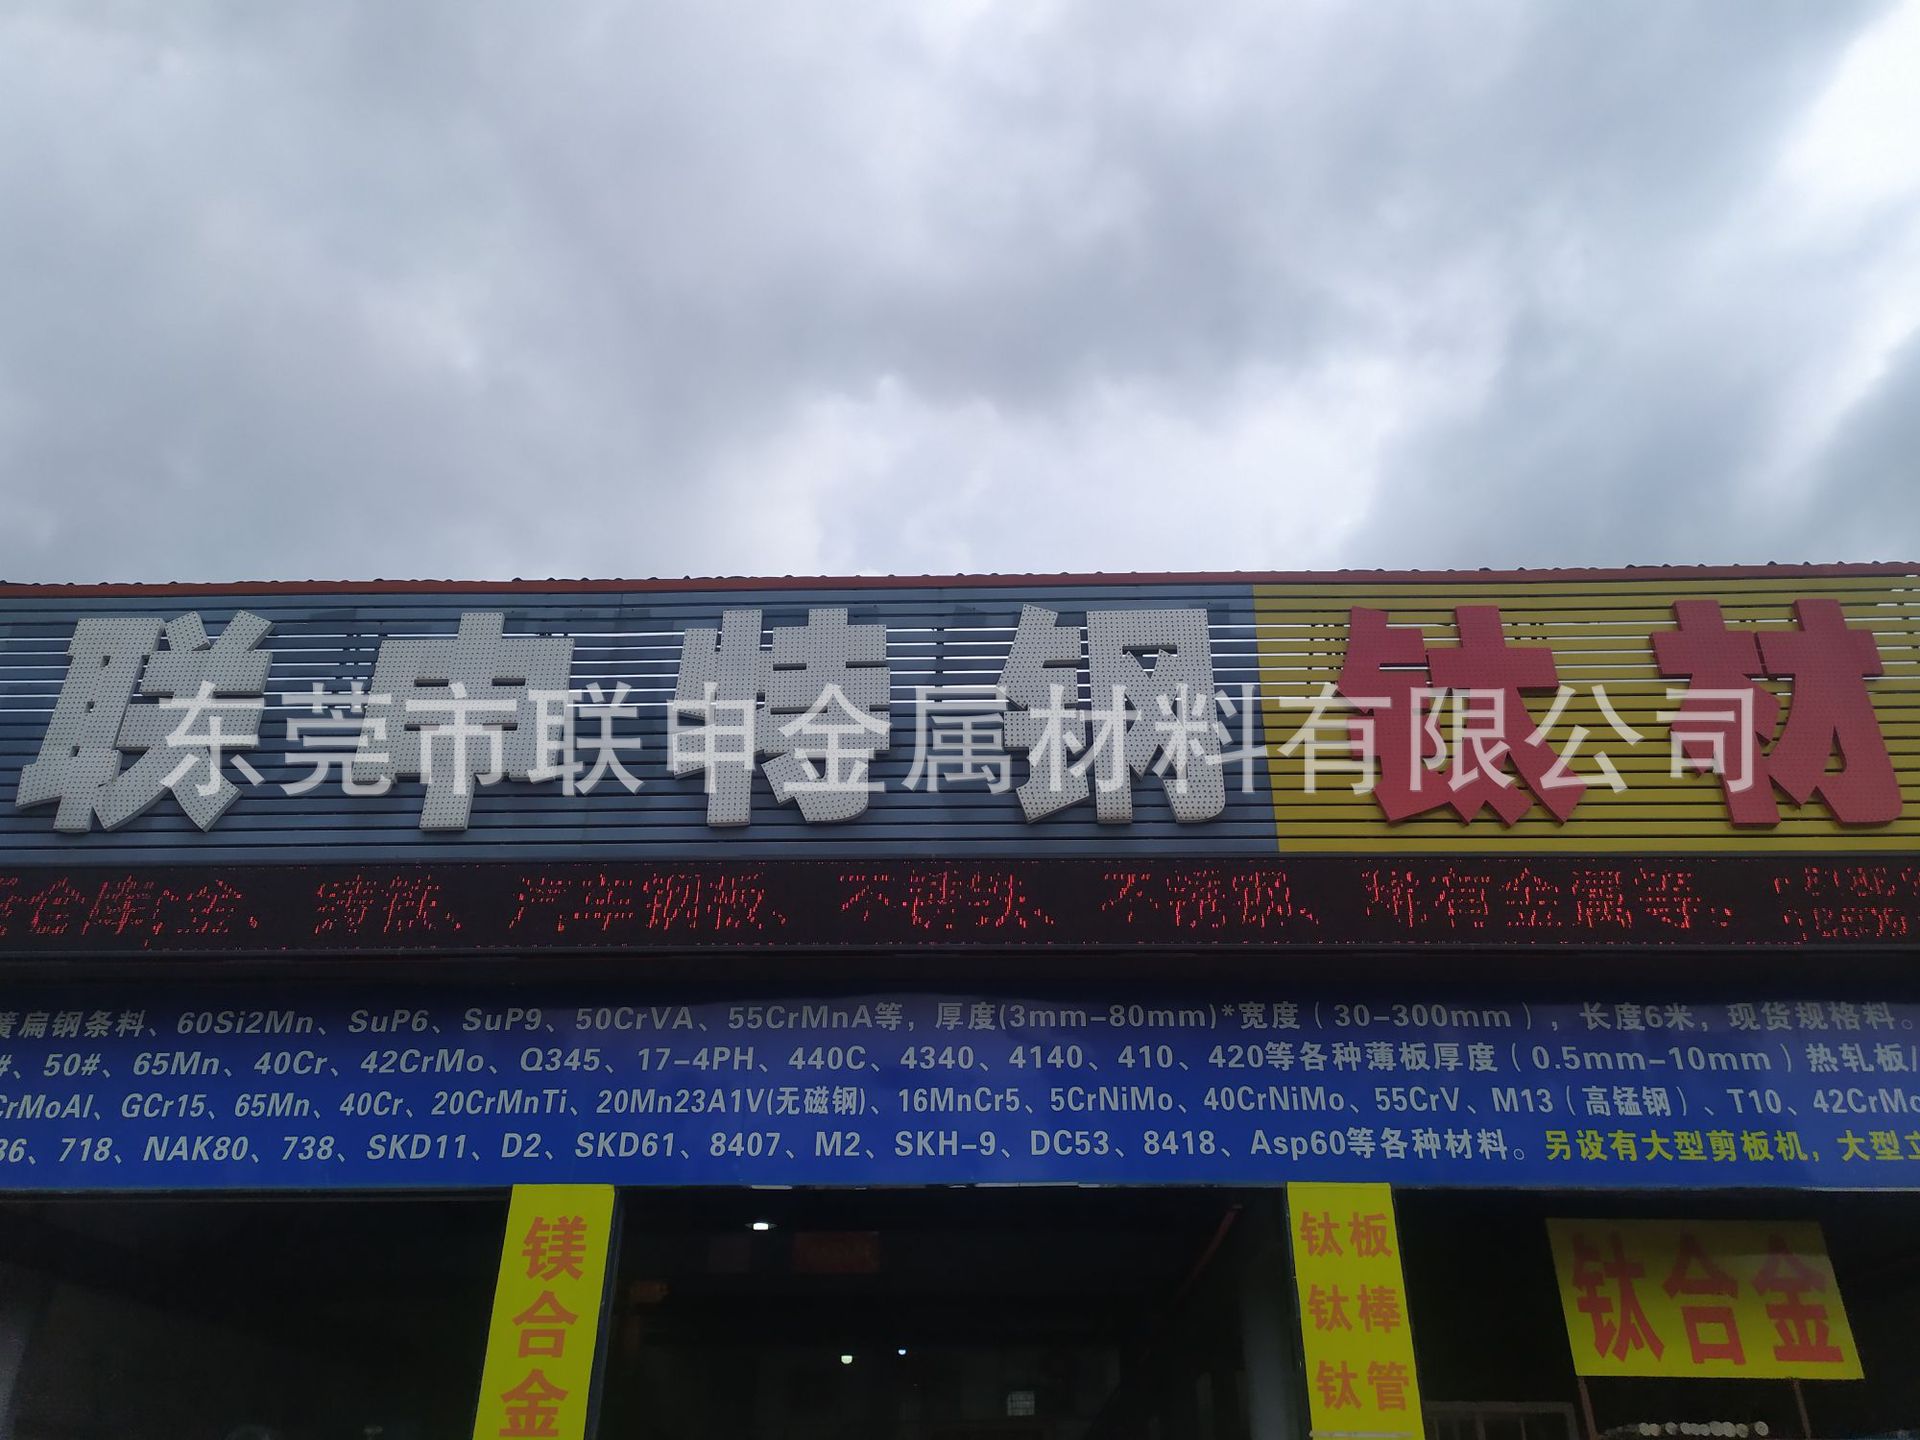 联申特钢 钛材
东莞市联申金属材料有限公司
不锈铁、不锈钢、稀有金属等。
簧扁钢条料、60Si2Mn、SuP6、SuP9、50CrVA、55CrMnA等，厚度(3mm-80mm)*宽度（30-300mm），长度6米，现货规格料。
#、50#、65Mn、40Cr、42CrMo、Q345、17-4PH、440C、4340、4140、410、420等各种薄板厚度（0.5mm-10mm）热轧板/
CrMoAl、GCr15、65Mn、40Cr、20CrMnTi、20Mn23A1V(无磁钢)、16MnCr5、5CrNiMo、40CrNiMo、55CrV、M13（高锰钢）、T10、42CrMo
36、718、NAK80、738、SKD11、D2、SKD61、8407、M2、SKH-9、DC53、8418、Asp60等各种材料。另设有大型剪板机，大型立
镁合金
钛板
钛棒
钛管
钛合金